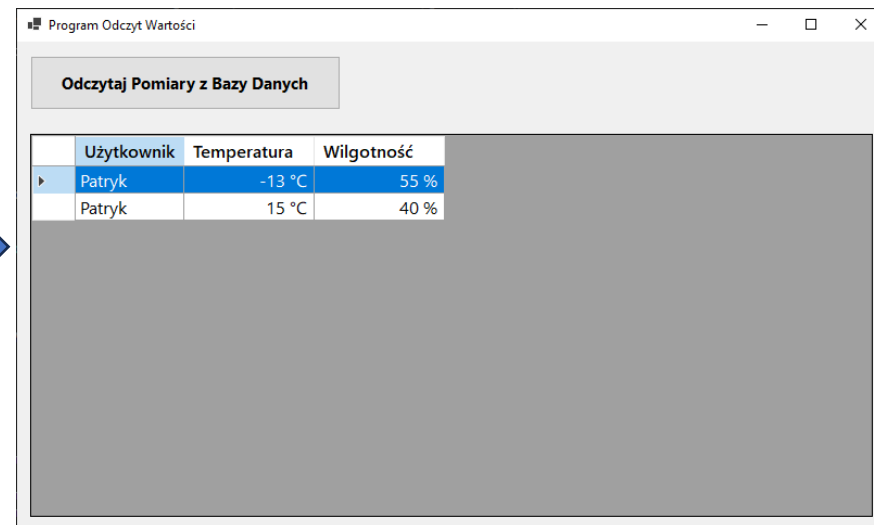 Program Odczyt Wartości
Odczytaj Pomiary z Bazy Danych
Użytkownik Temperatura Wilgotność
Patryk -13 °C 55 %
Patryk 15 °C 40 %